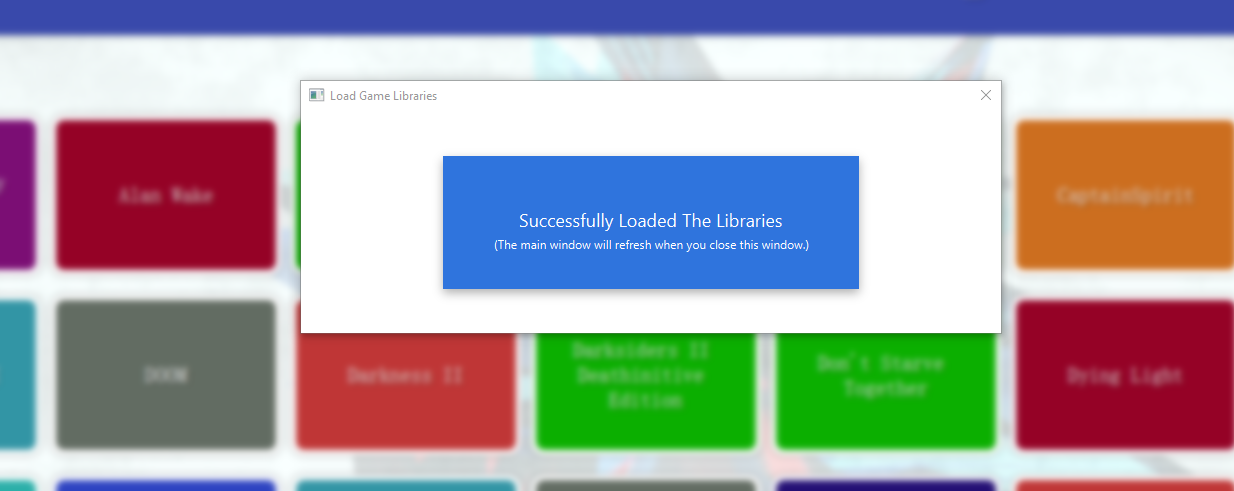 Load Game Libraries
Successfully Loaded The Libraries
(The main window will refresh when you close this window.)
Alan Wake
CaptainSpirit
DOOM
Darkness II
Darksiders II
Deathinitive
Edition
Don't Starve
Together
Dying Light